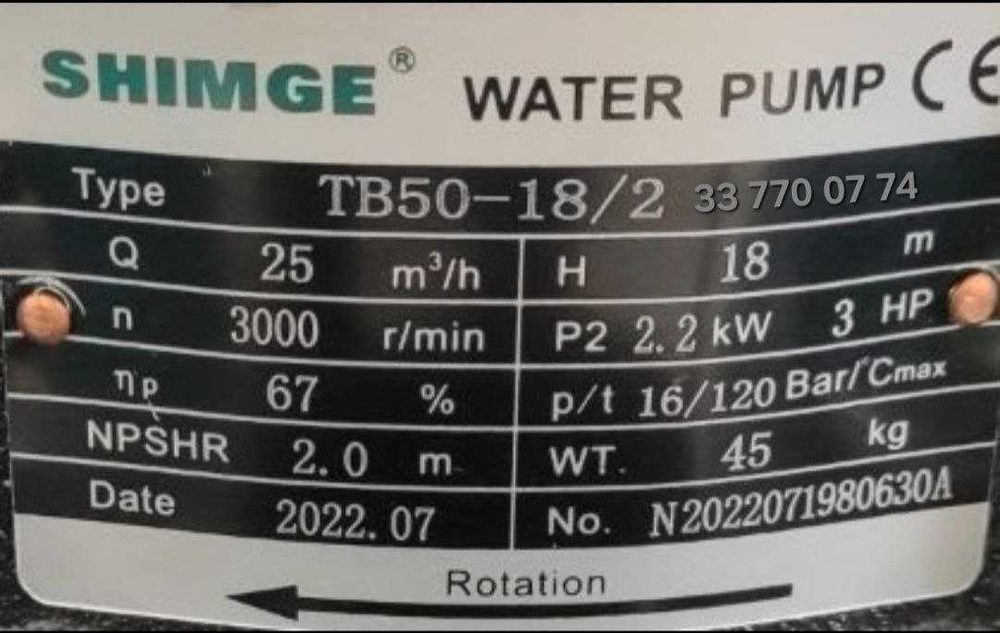 SHIMGE® WATER PUMP CE
Type TB50-18/2 33 770 07 74
Q 25 m³/h H 18 m
n 3000 r/min P2 2.2 kW 3 HP
ηp 67 % p/t 16/120 Bar/°Cmax
NPSHR 2.0 m WT. 45 kg
Date 2022.07 No. N2022071980630A
Rotation